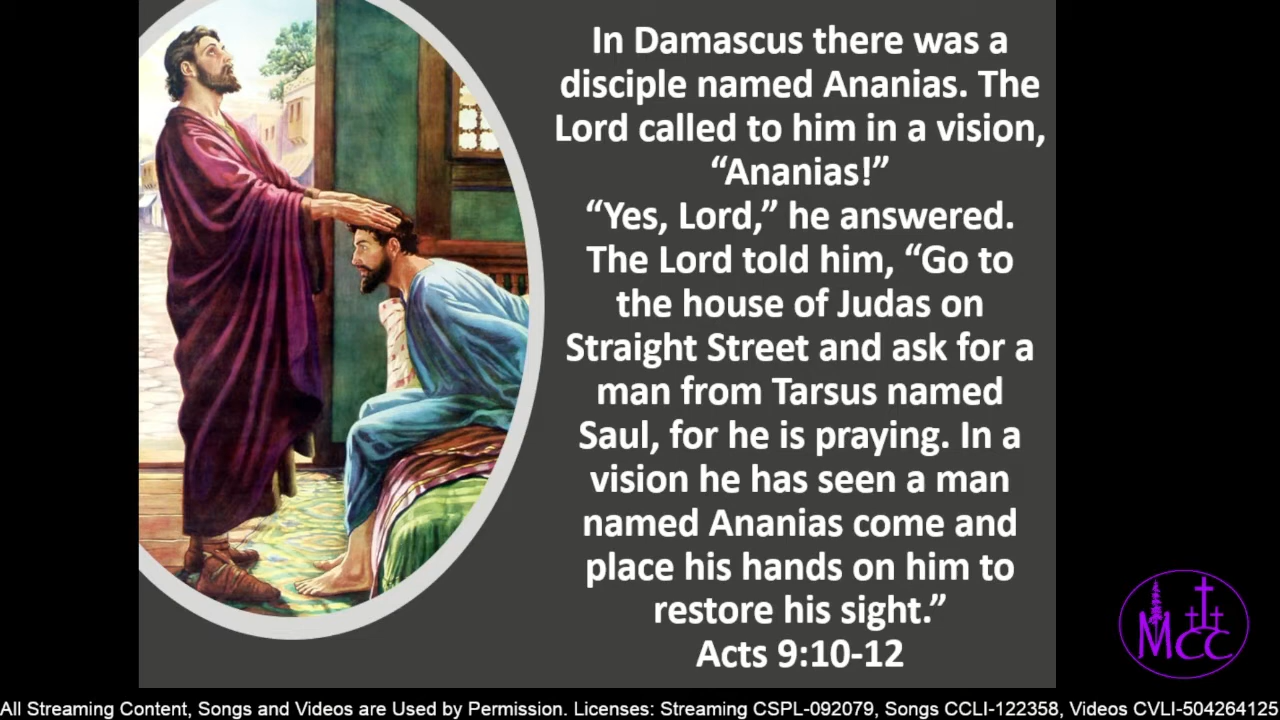 In Damascus there was a
disciple named Ananias. The
Lord called to him in a vision,
“Ananias!”
“Yes, Lord,” he answered.
The Lord told him, “Go to
the house of Judas on
Straight Street and ask for a
man from Tarsus named
Saul, for he is praying. In a
vision he has seen a man
named Ananias come and
place his hands on him to
restore his sight.”
Acts 9:10-12
MCC
All Streaming Content, Songs and Videos are Used by Permission. Licenses: Streaming CSPL-092079, Songs CCLI-122358, Videos CVLI-504264125